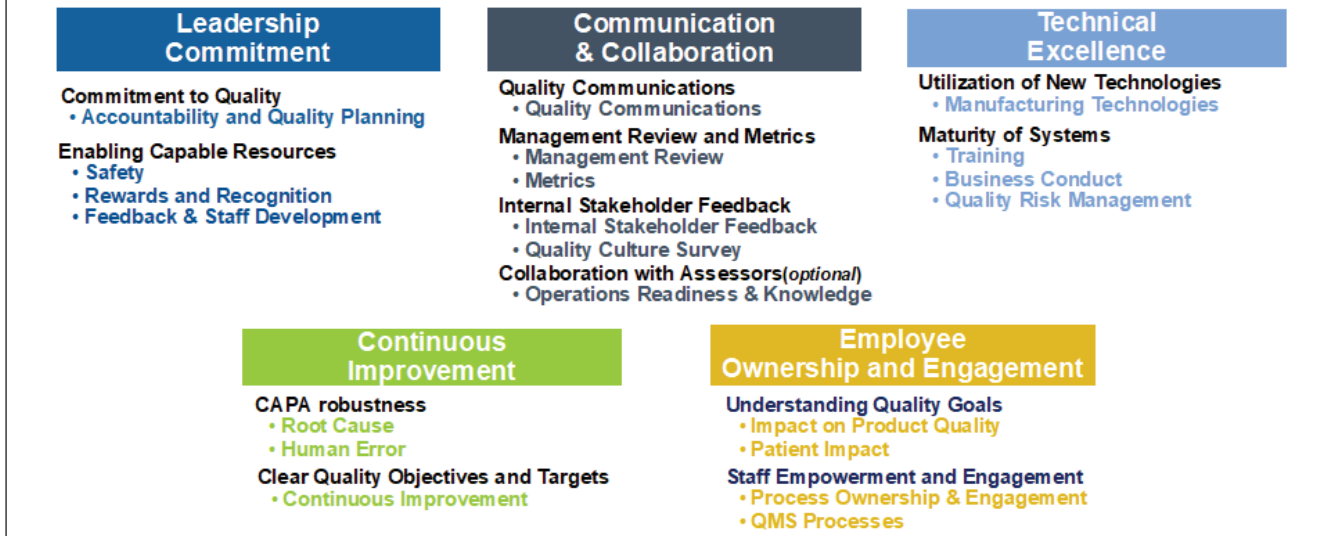 Leadership
Commitment
Commitment to Quality
• Accountability and Quality Planning
Enabling Capable Resources
• Safety
• Rewards and Recognition
• Feedback & Staff Development
Communication
& Collaboration
Quality Communications
• Quality Communications
Management Review and Metrics
• Management Review
• Metrics
Internal Stakeholder Feedback
• Internal Stakeholder Feedback
• Quality Culture Survey
Collaboration with Assessors(optional)
• Operations Readiness & Knowledge
Technical
Excellence
Utilization of New Technologies
• Manufacturing Technologies
Maturity of Systems
• Training
• Business Conduct
• Quality Risk Management
Continuous
Improvement
CAPA robustness
• Root Cause
• Human Error
Clear Quality Objectives and Targets
• Continuous Improvement
Employee
Ownership and Engagement
Understanding Quality Goals
• Impact on Product Quality
• Patient Impact
Staff Empowerment and Engagement
• Process Ownership & Engagement
• QMS Processes